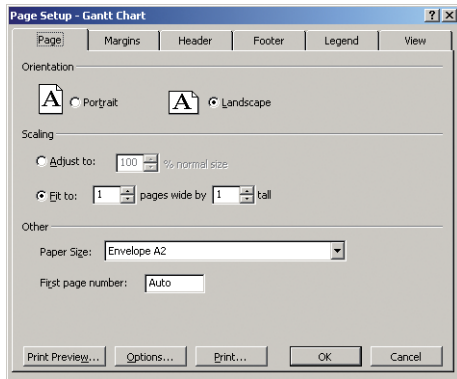 Page Setup - Gantt Chart
Page Margins Header Footer Legend View
Orientation
A Portrait A Landscape
Scaling
Adjust to: 100 % normal size
Fit to: 1 pages wide by 1 tall
Other
Paper Size: Envelope A2
First page number: Auto
Print Preview... Options... Print... OK Cancel